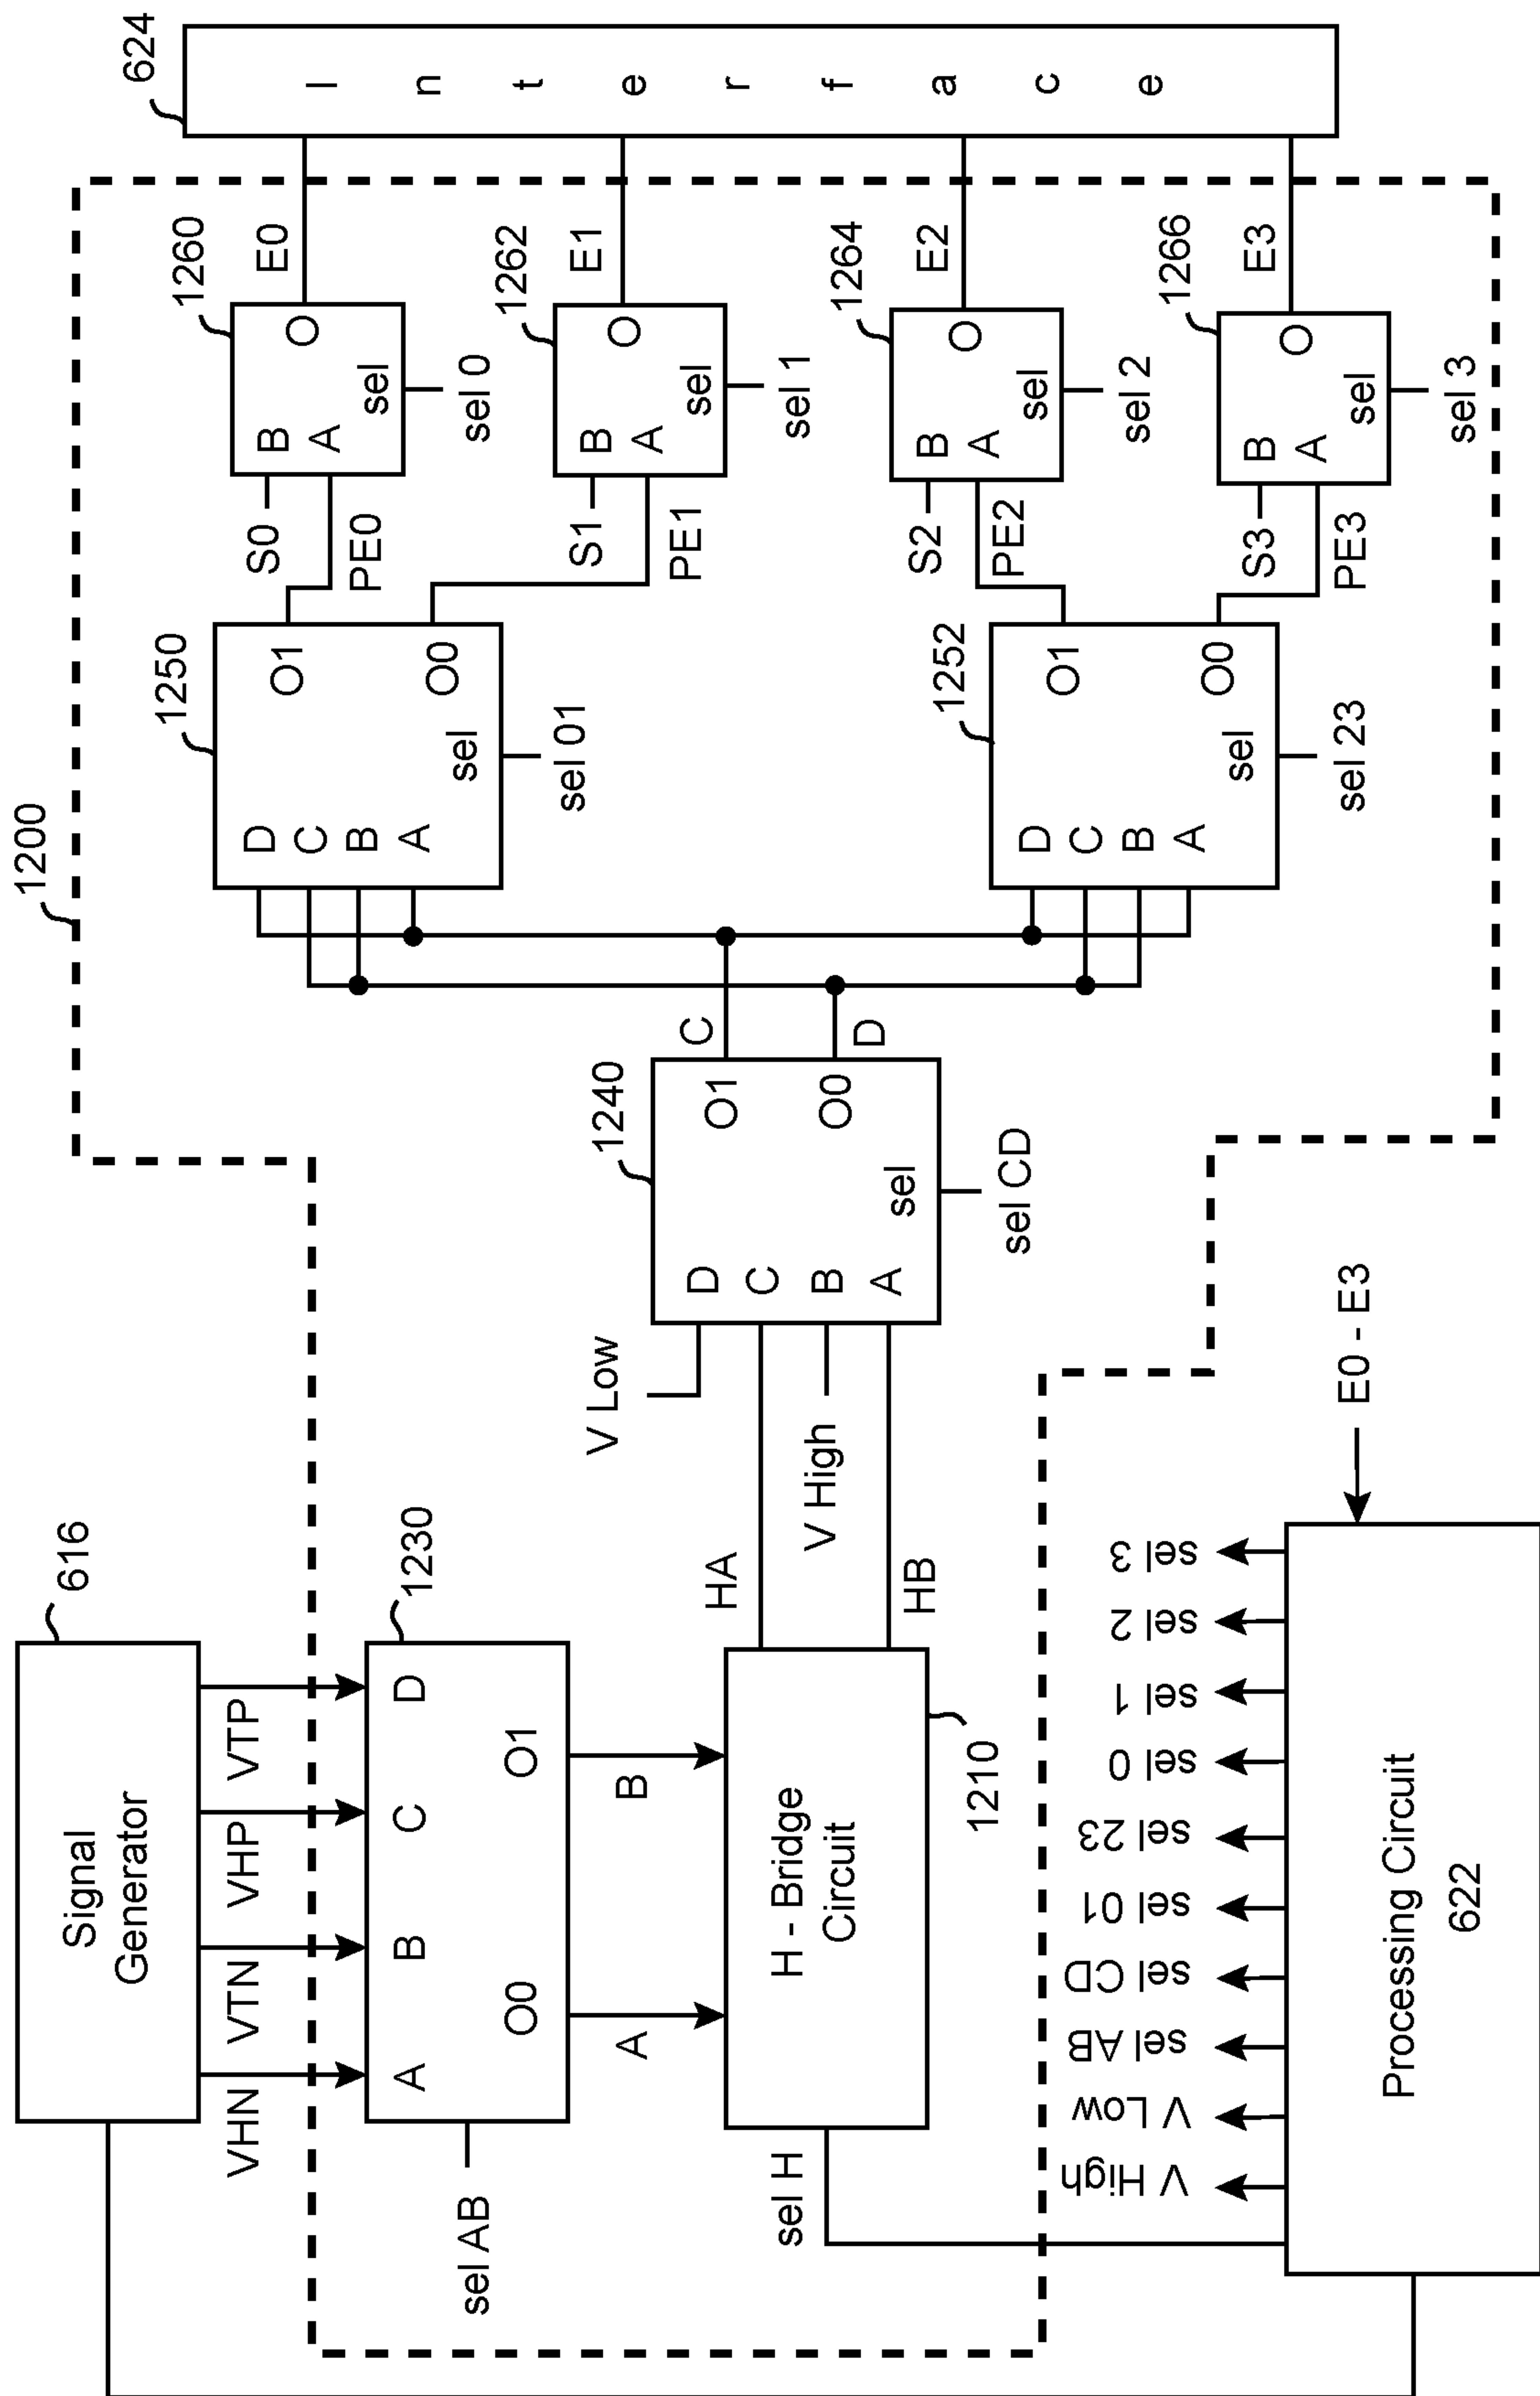 Signal
Generator
616
VHN
VTN
VHP
VTP
A
B
C
D
O0
O1
1230
sel AB
A
B
H - Bridge
Circuit
1210
sel H
HA
HB
V Low
V High
D
C
B
A
O1
O0
sel
1240
sel CD
C
D
1200
D
C
B
A
O1
O0
sel
1250
sel 01
D
C
B
A
O1
O0
sel
1252
sel 23
S0
PE0
B
A
O
sel
1260
sel 0
E0
S1
PE1
B
A
O
sel
1262
sel 1
E1
S2
PE2
B
A
O
sel
1264
sel 2
E2
S3
PE3
B
A
O
sel
1266
sel 3
E3
624
Interface
V High
V Low
sel AB
sel CD
sel 01
sel 23
sel 0
sel 1
sel 2
sel 3
E0 - E3
Processing Circuit
622